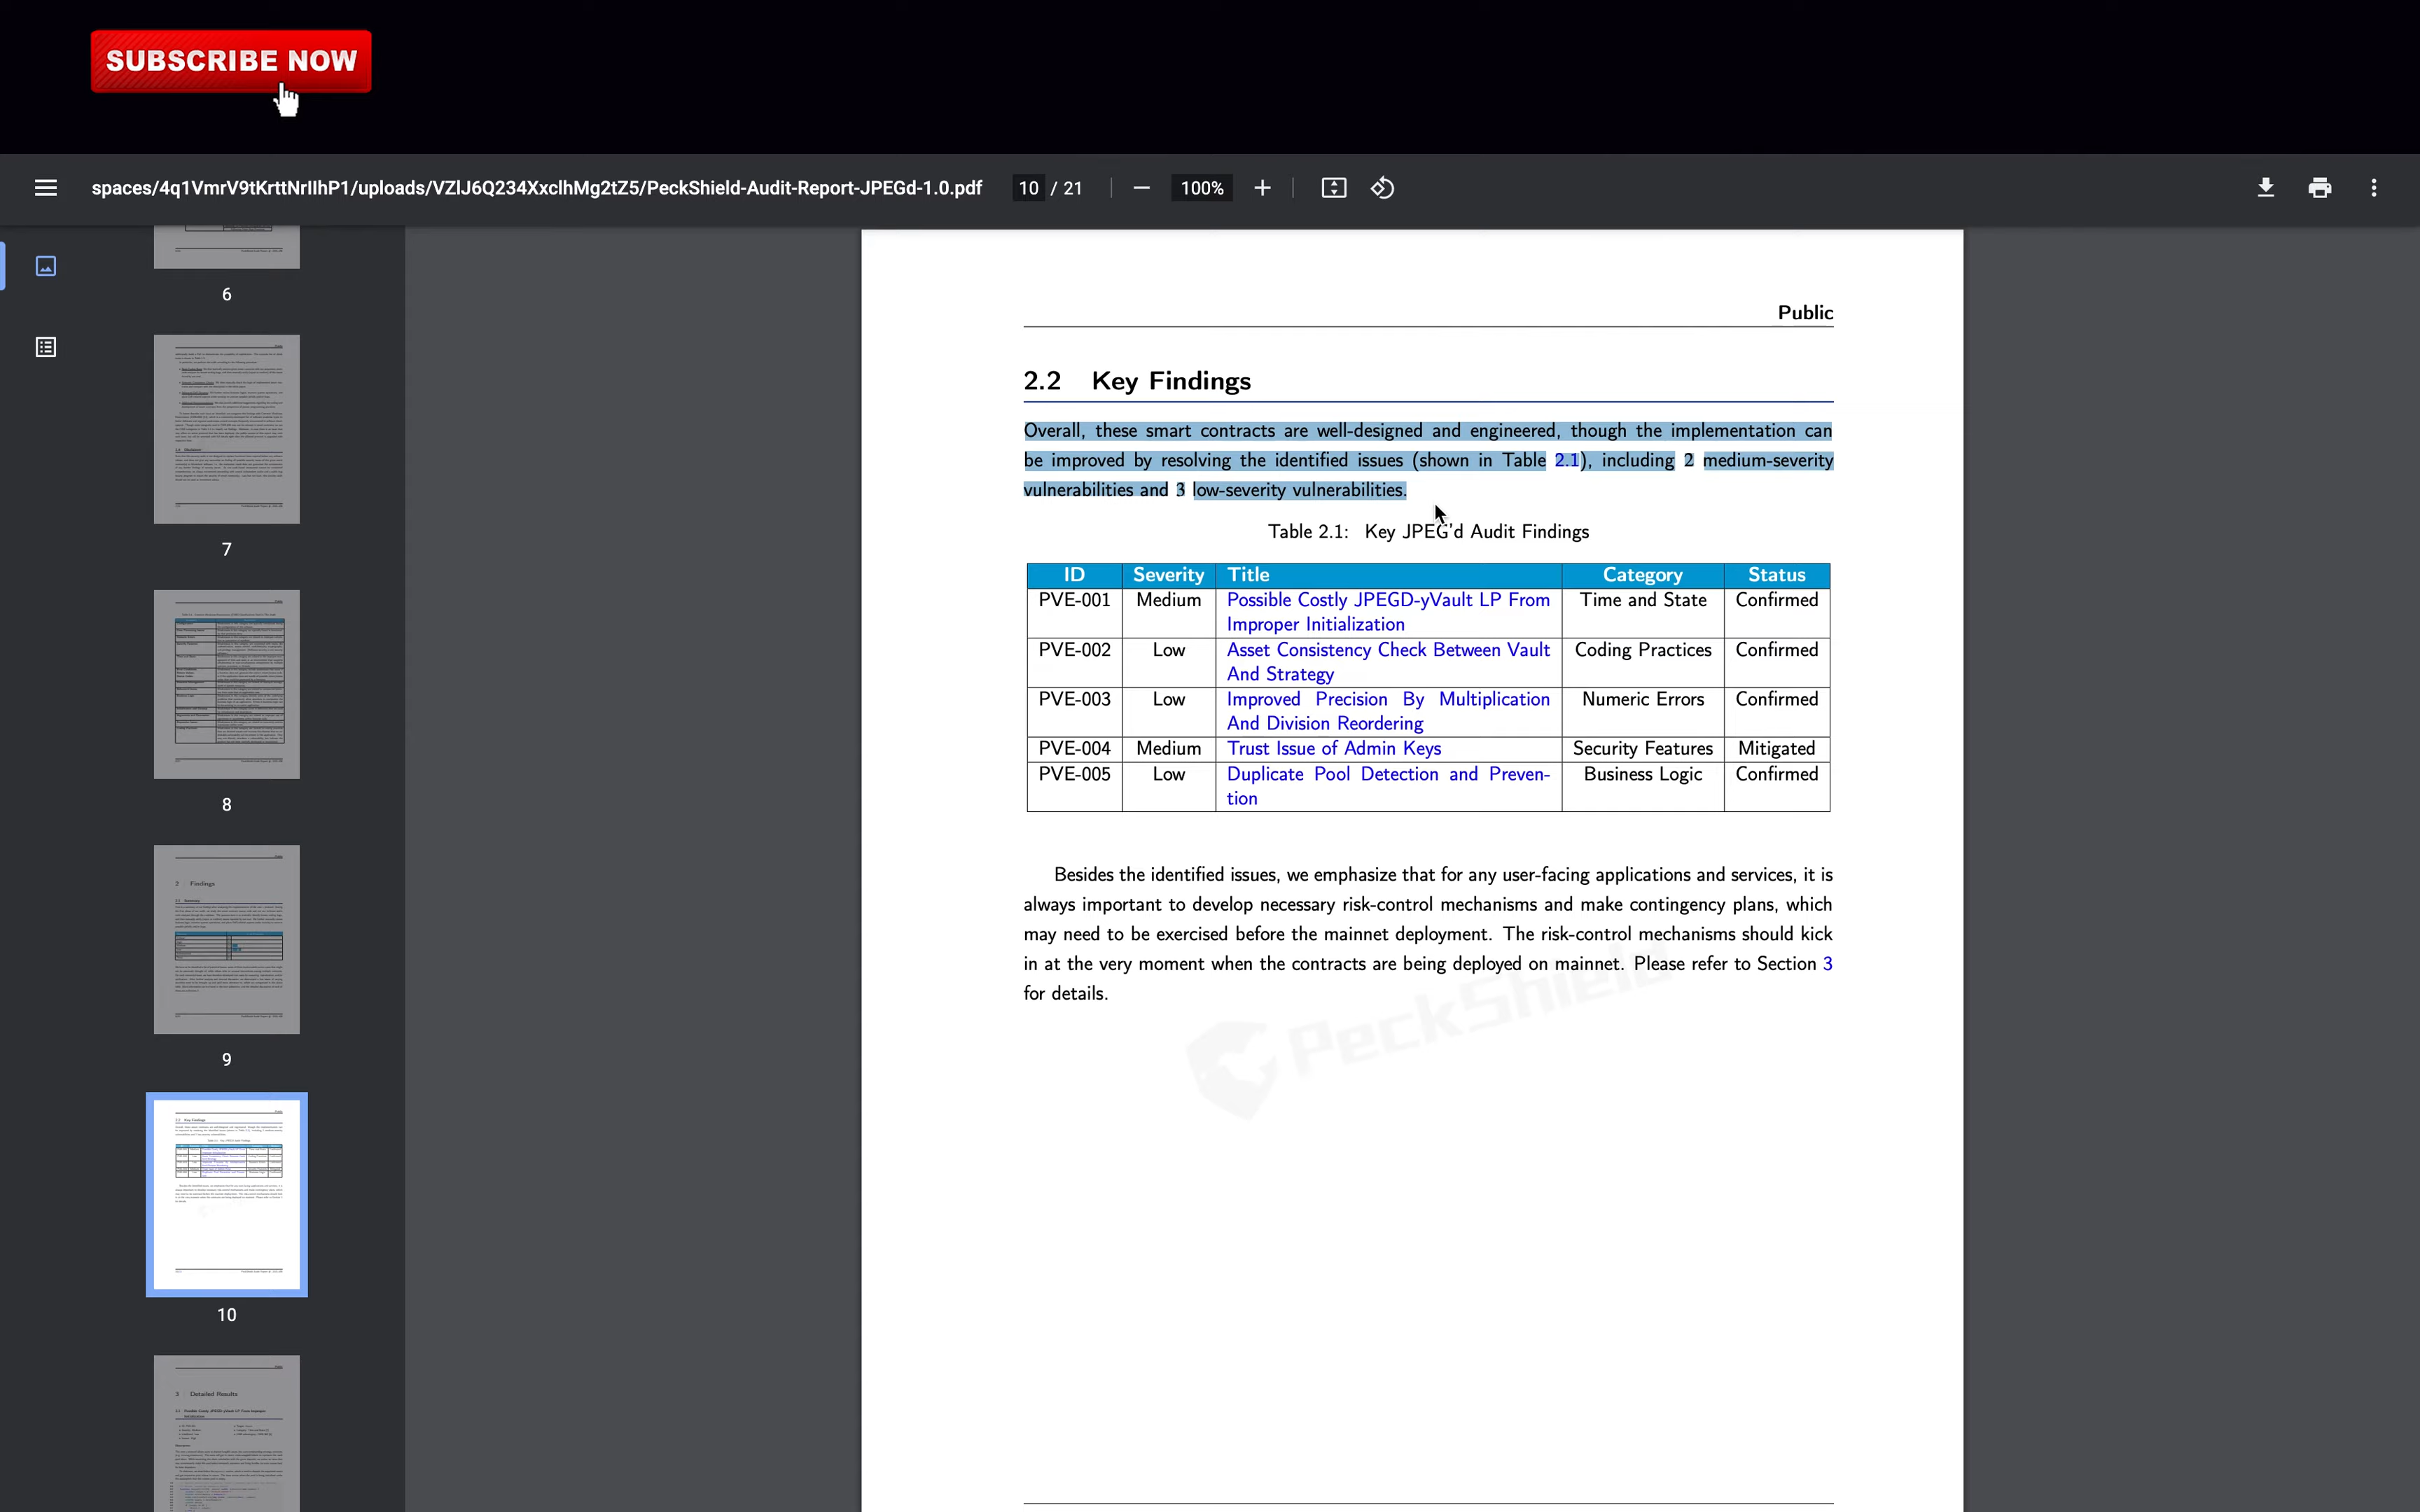 SUBSCRIBE NOW
spaces/4q1VmrV9tKrttNrIIhP1/uploads/VZlJ6Q234XxclhMg2tZ5/PeckShield-Audit-Report-JPEGd-1.0.pdf
10 / 21
100%
6
7
8
2 Findings
9
10
3 Detailed Results
Public
2.2 Key Findings
Overall, these smart contracts are well-designed and engineered, though the implementation can
be improved by resolving the identified issues (shown in Table 2.1), including 2 medium-severity
vulnerabilities and 3 low-severity vulnerabilities.
Table 2.1: Key JPEG'd Audit Findings
ID Severity Title Category Status
PVE-001 Medium Possible Costly JPEGD-yVault LP From Time and State Confirmed
Improper Initialization
PVE-002 Low Asset Consistency Check Between Vault Coding Practices Confirmed
And Strategy
PVE-003 Low Improved Precision By Multiplication Numeric Errors Confirmed
And Division Reordering
PVE-004 Medium Trust Issue of Admin Keys Security Features Mitigated
PVE-005 Low Duplicate Pool Detection and Preven- Business Logic Confirmed
tion
Besides the identified issues, we emphasize that for any user-facing applications and services, it is
always important to develop necessary risk-control mechanisms and make contingency plans, which
may need to be exercised before the mainnet deployment. The risk-control mechanisms should kick
in at the very moment when the contracts are being deployed on mainnet. Please refer to Section 3
for details.
PeckShield